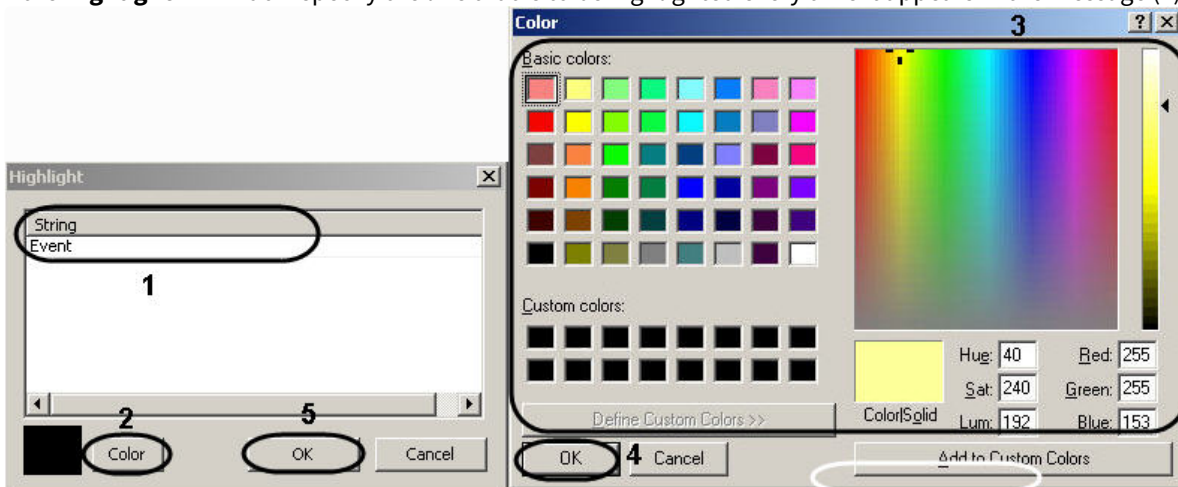 Color
3
Basic colors:
Highlight
String
Event
1
Custom colors:
Hue: 40
Red: 255
Sat: 240
Green: 255
Color|Solid
Lum: 192
Blue: 153
2
5
Define Custom Colors >>
Color
OK
Cancel
OK
4
Cancel
Add to Custom Colors